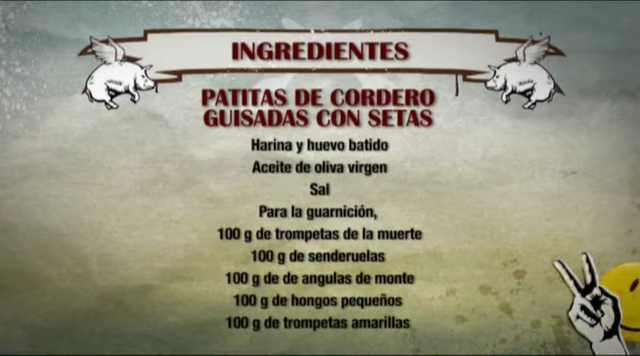 INGREDIENTES
PATITAS DE CORDERO
GUISADAS CON SETAS
Harina y huevo batido
Aceite de oliva virgen
Sal
Para la guarnición,
100 g de trompetas de la muerte
100 g de senderuelas
100 g de de angulas de monte
100 g de hongos pequeños
100 g de trompetas amarillas